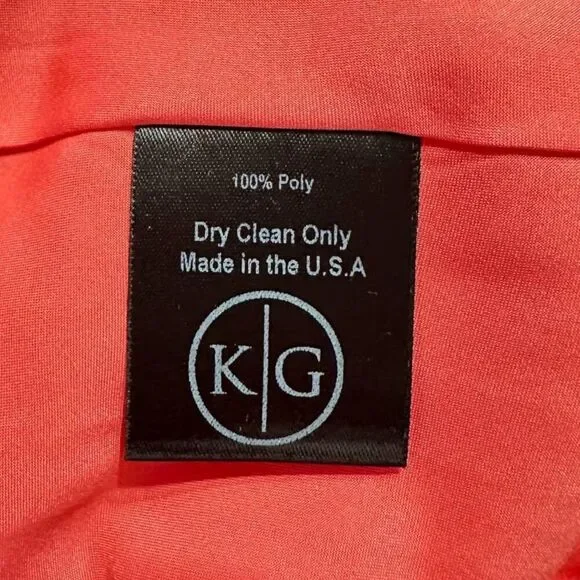 100% Poly
Dry Clean Only
Made in the U.S.A
K|G